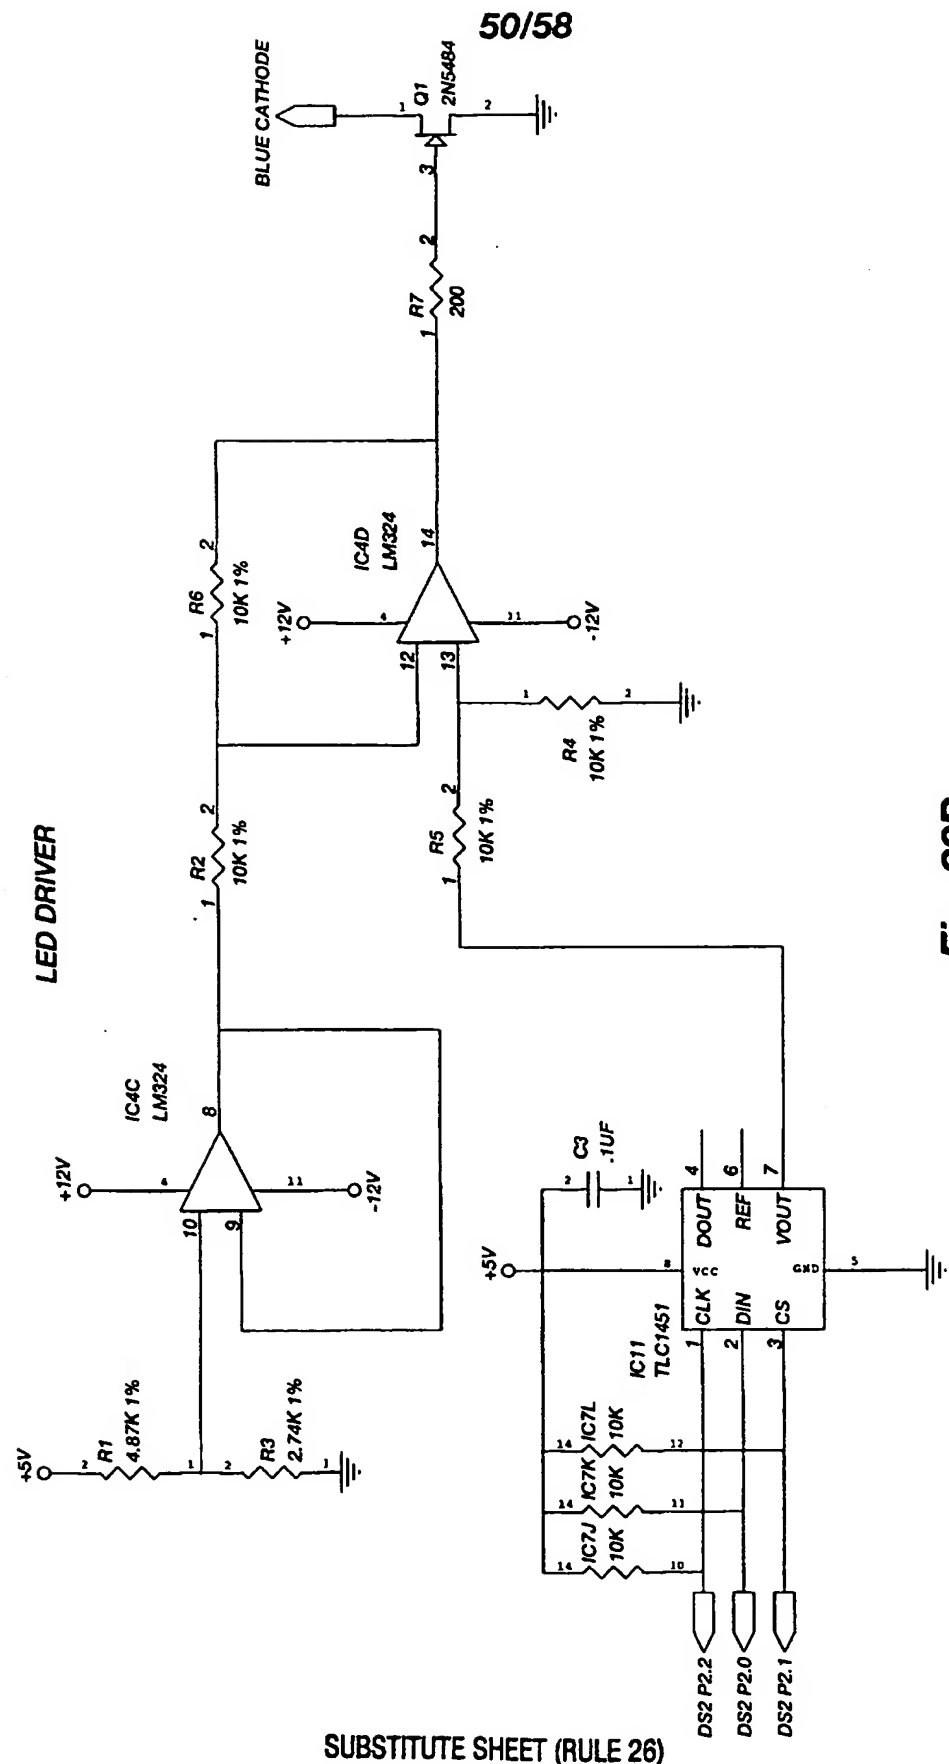 50/58
LED DRIVER
+5V
2
R1
4.87K 1%
1
2
R3
2.74K 1%
1
+12V
4
IC4C
LM324
10
9
8
11
-12V
1
R2
2
10K 1%
1
R6
2
10K 1%
+12V
4
IC4D
LM324
12
13
14
11
-12V
1
R5
2
10K 1%
1
R4
10K 1%
2
1
R7
2
200
BLUE CATHODE
1
Q1
2N5484
3
2
+5V
2
C3
.1UF
1
14
IC7J
10K
10
14
IC7K
10K
11
14
IC7L
10K
12
IC11
TLC1451
8
VCC
1
CLK
DOUT
4
2
DIN
REF
6
3
CS
VOUT
7
GND
5
DS2 P2.2
DS2 P2.0
DS2 P2.1
SUBSTITUTE SHEET (RULE 26)